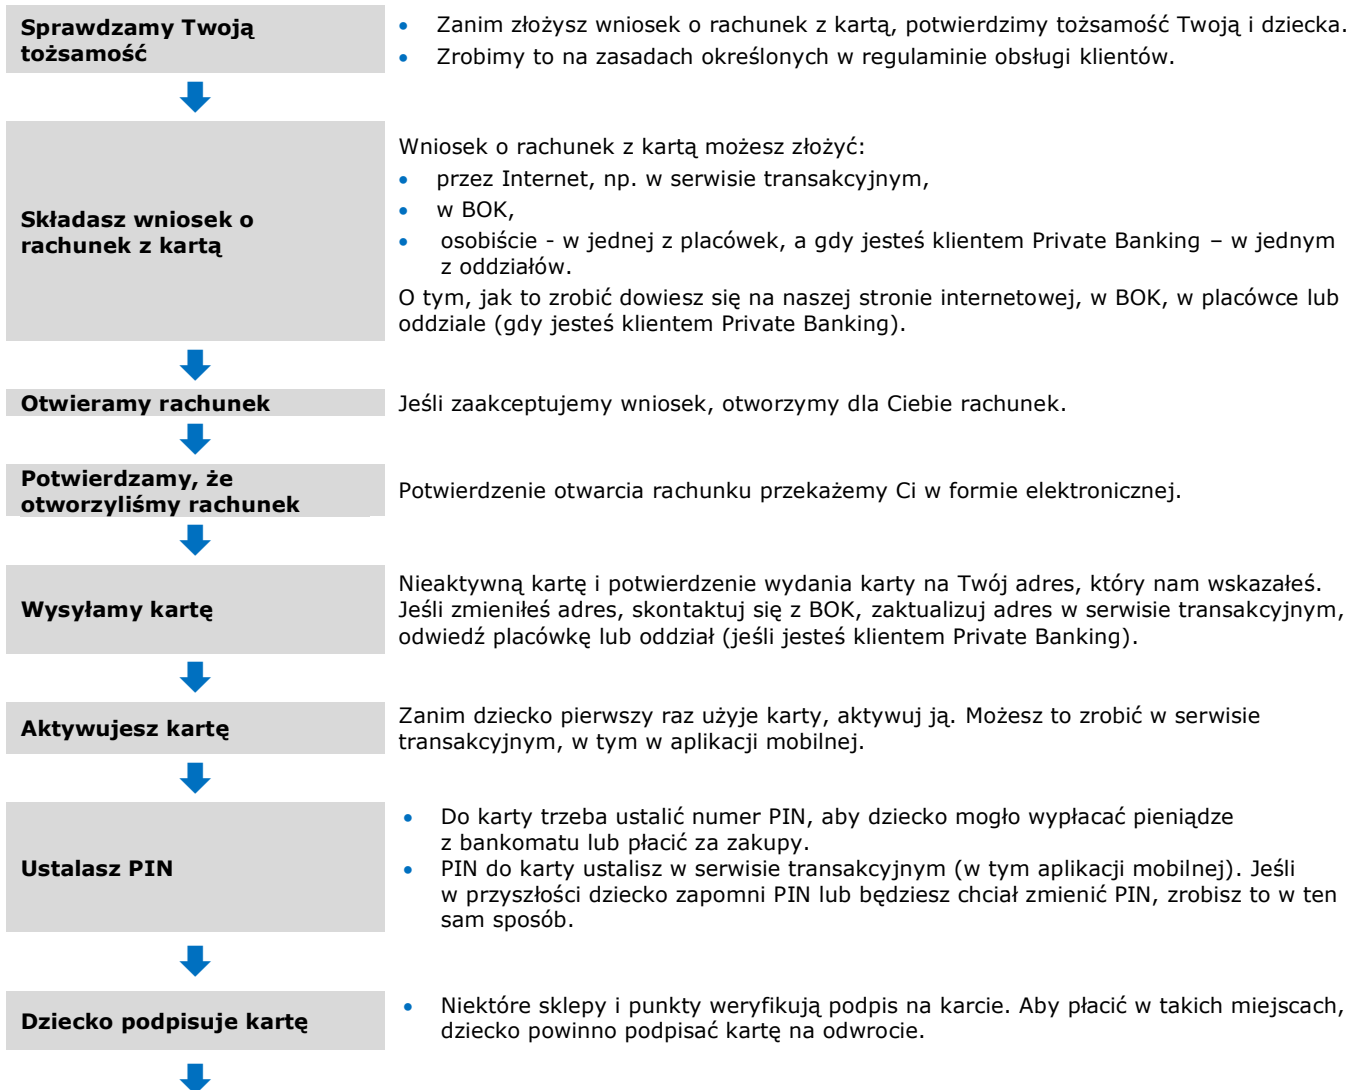 Sprawdzamy Twoją
tożsamość
• Zanim złożysz wniosek o rachunek z kartą, potwierdzimy tożsamość Twoją i dziecka.
• Zrobimy to na zasadach określonych w regulaminie obsługi klientów.
Składasz wniosek o
rachunek z kartą
Wniosek o rachunek z kartą możesz złożyć:
• przez Internet, np. w serwisie transakcyjnym,
• w BOK,
• osobiście - w jednej z placówek, a gdy jesteś klientem Private Banking – w jednym
z oddziałów.
O tym, jak to zrobić dowiesz się na naszej stronie internetowej, w BOK, w placówce lub
oddziale (gdy jesteś klientem Private Banking).
Otwieramy rachunek
Jeśli zaakceptujemy wniosek, otworzymy dla Ciebie rachunek.
Potwierdzamy, że
otworzyliśmy rachunek
Potwierdzenie otwarcia rachunku przekażemy Ci w formie elektronicznej.
Wysyłamy kartę
Nieaktywną kartę i potwierdzenie wydania karty na Twój adres, który nam wskazałeś.
Jeśli zmieniłeś adres, skontaktuj się z BOK, zaktualizuj adres w serwisie transakcyjnym,
odwiedź placówkę lub oddział (jeśli jesteś klientem Private Banking).
Aktywujesz kartę
Zanim dziecko pierwszy raz użyje karty, aktywuj ją. Możesz to zrobić w serwisie
transakcyjnym, w tym w aplikacji mobilnej.
Ustalasz PIN
• Do karty trzeba ustalić numer PIN, aby dziecko mogło wypłacać pieniądze
z bankomatu lub płacić za zakupy.
• PIN do karty ustalisz w serwisie transakcyjnym (w tym aplikacji mobilnej). Jeśli
w przyszłości dziecko zapomni PIN lub będziesz chciał zmienić PIN, zrobisz to w ten
sam sposób.
Dziecko podpisuje kartę
• Niektóre sklepy i punkty weryfikują podpis na karcie. Aby płacić w takich miejscach,
dziecko powinno podpisać kartę na odwrocie.